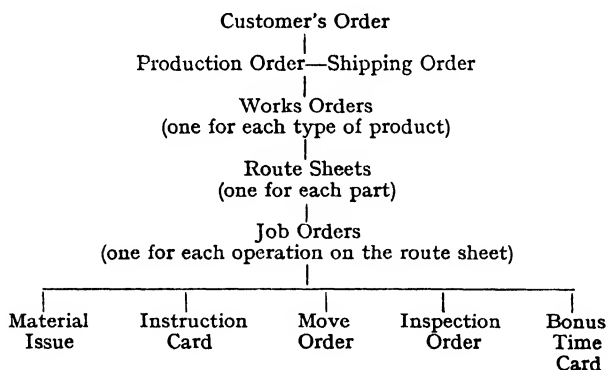 Customer's Order
Production Order—Shipping Order
Works Orders
(one for each type of product)
Route Sheets
(one for each part)
Job Orders
(one for each operation on the route sheet)
Material Instruction Move Inspection Bonus
Issue Card Order Order Time
Card